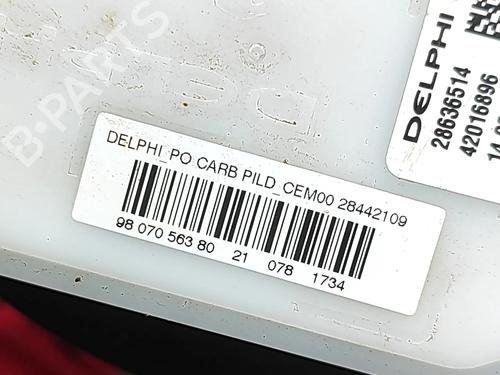 DELPHI_PO CARB PILD_CEM00 28442109
98 070 563 80 21 078 1734
DELPHI
28636514
42016896
B-PARTS